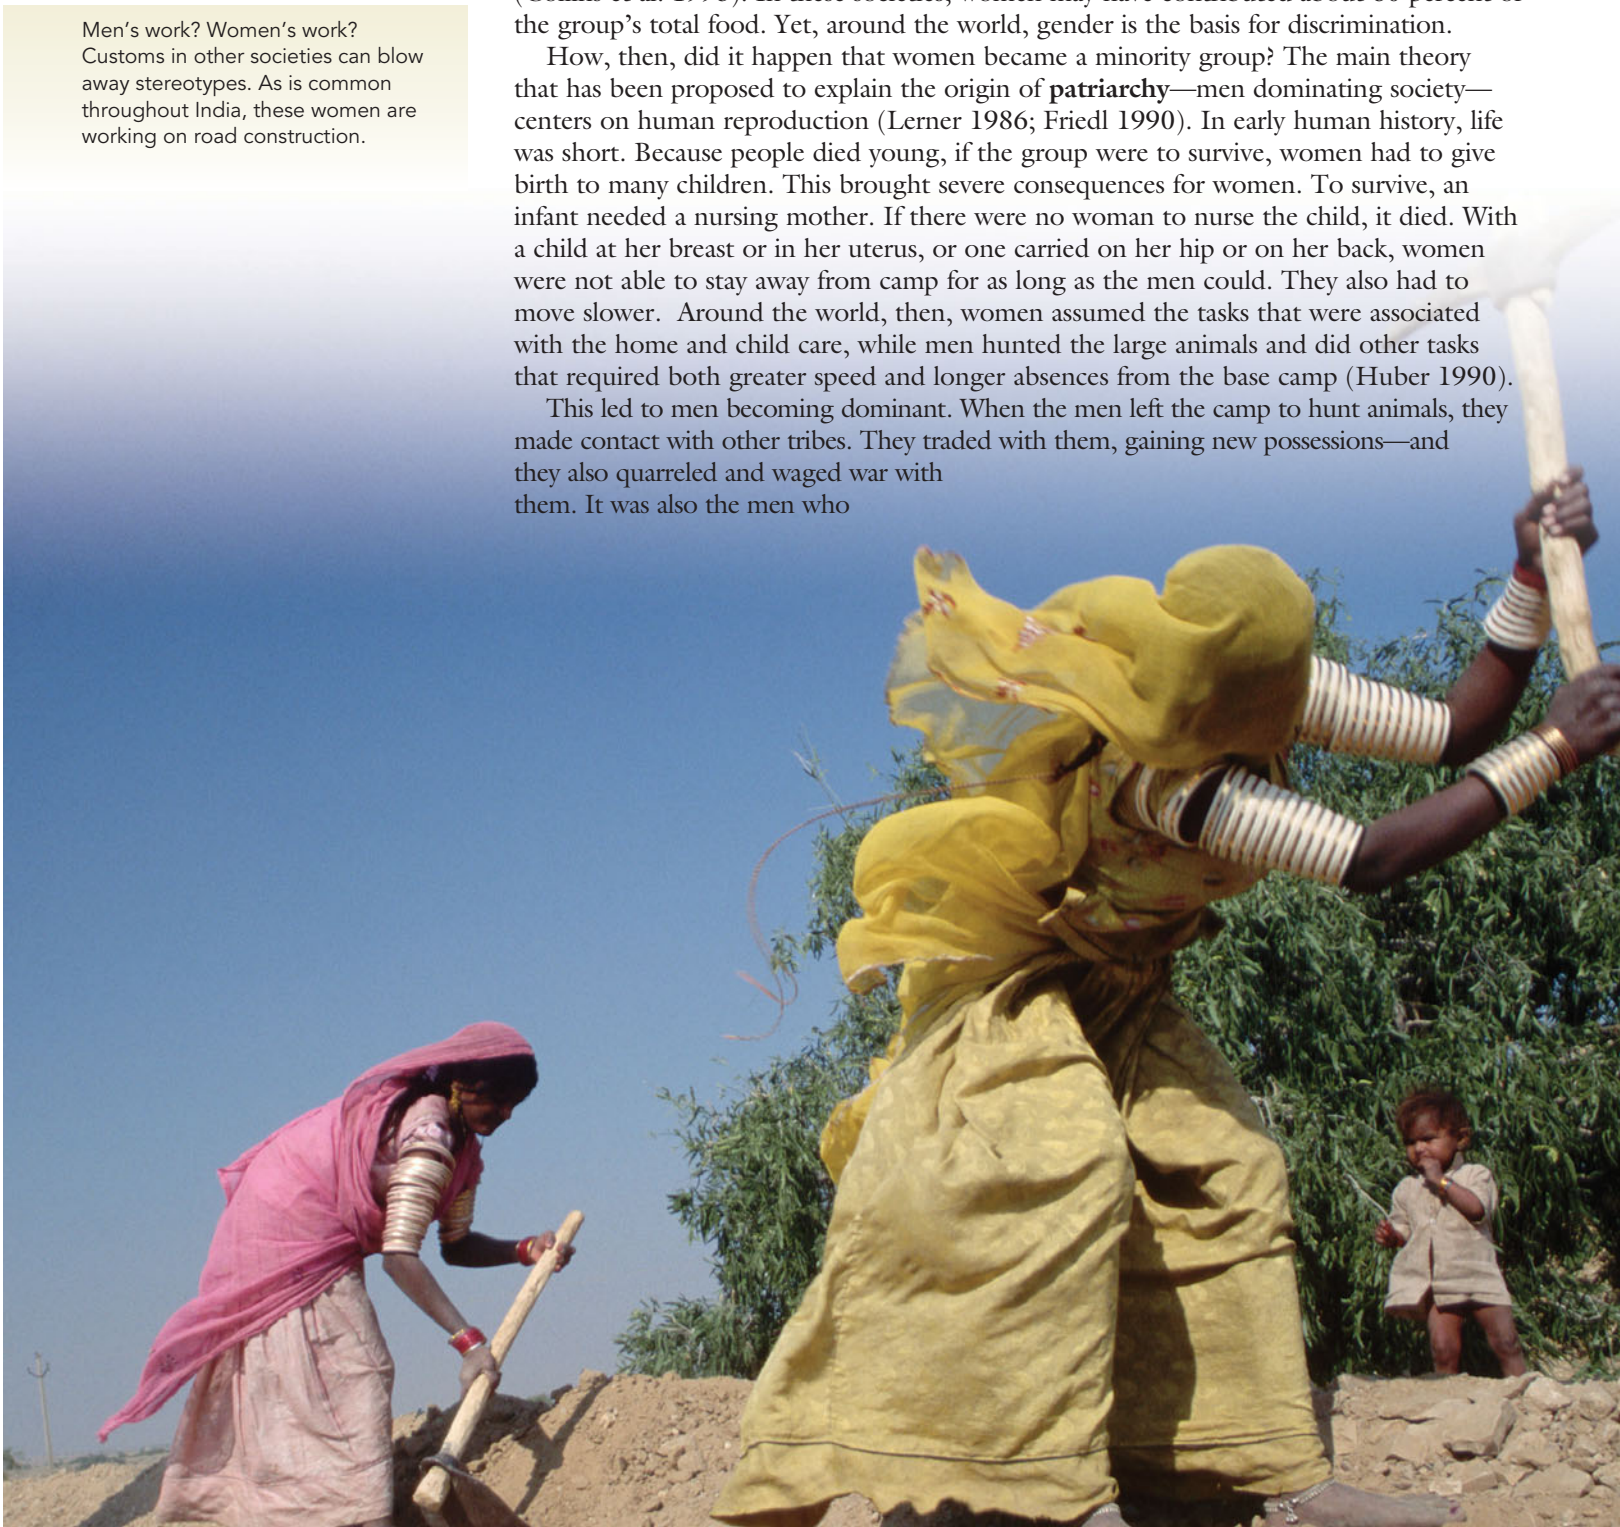 Men's work? Women's work?
Customs in other societies can blow
away stereotypes. As is common
throughout India, these women are
working on road construction.
the group's total food. Yet, around the world, gender is the basis for discrimination.
How, then, did it happen that women became a minority group? The main theory
that has been proposed to explain the origin of patriarchy—men dominating society—
centers on human reproduction (Lerner 1986; Friedl 1990). In early human history, life
was short. Because people died young, if the group were to survive, women had to give
birth to many children. This brought severe consequences for women. To survive, an
infant needed a nursing mother. If there were no woman to nurse the child, it died. With
a child at her breast or in her uterus, or one carried on her hip or on her back, women
were not able to stay away from camp for as long as the men could. They also had to
move slower.  Around the world, then, women assumed the tasks that were associated
with the home and child care, while men hunted the large animals and did other tasks
that required both greater speed and longer absences from the base camp (Huber 1990).
This led to men becoming dominant. When the men left the camp to hunt animals, they
made contact with other tribes. They traded with them, gaining new possessions—and
they also quarreled and waged war with
them. It was also the men who